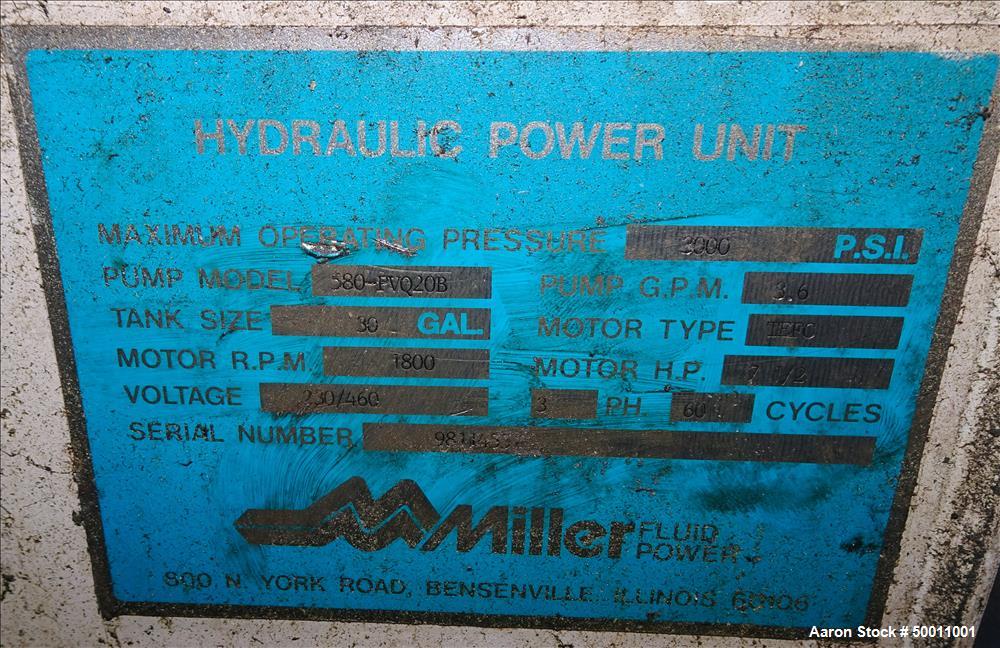 HYDRAULIC POWER UNIT
MAXIMUM OPERATING PRESSURE 3000 P.S.I.
PUMP MODEL 580-PVQ20B PUMP G.P.M. 3.6
TANK SIZE 30 GAL. MOTOR TYPE TEFC
MOTOR R.P.M. 1800 MOTOR H.P. 7 1/2
VOLTAGE 230/460 3 PH. 60 CYCLES
SERIAL NUMBER
Miller FLUID
POWER
800 N. YORK ROAD, BENSENVILLE, ILLINOIS 60106
Aaron Stock # 50011001